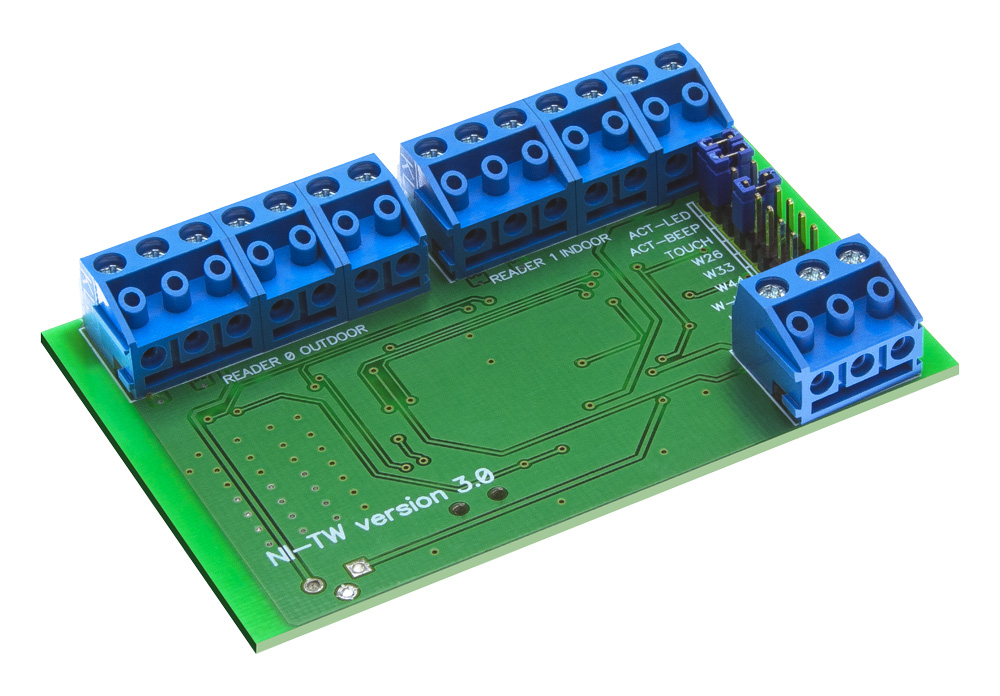 READER 0 OUTDOOR
READER 1 INDOOR
ACT-LED
ACT-BEEP
TOUCH
W26
W33
NI-TW version 3.0